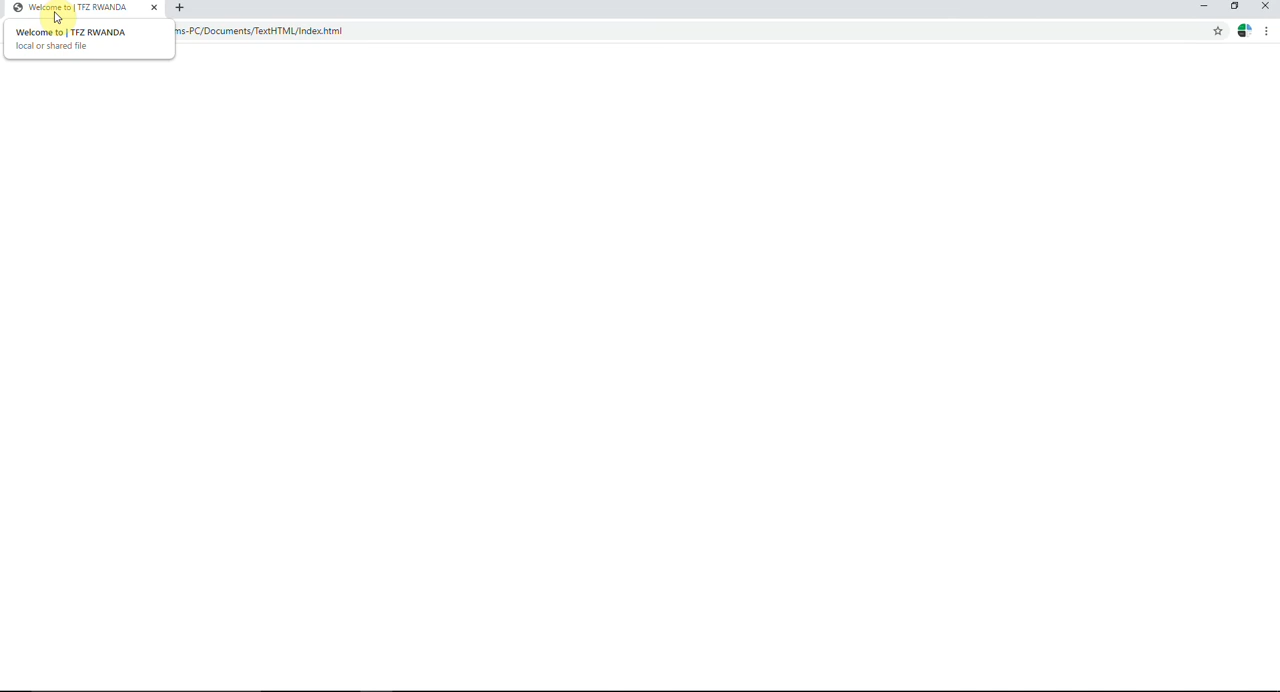 Welcome to | TFZ RWANDA
ms-PC/Documents/TextHTML/Index.html
Welcome to | TFZ RWANDA
local or shared file